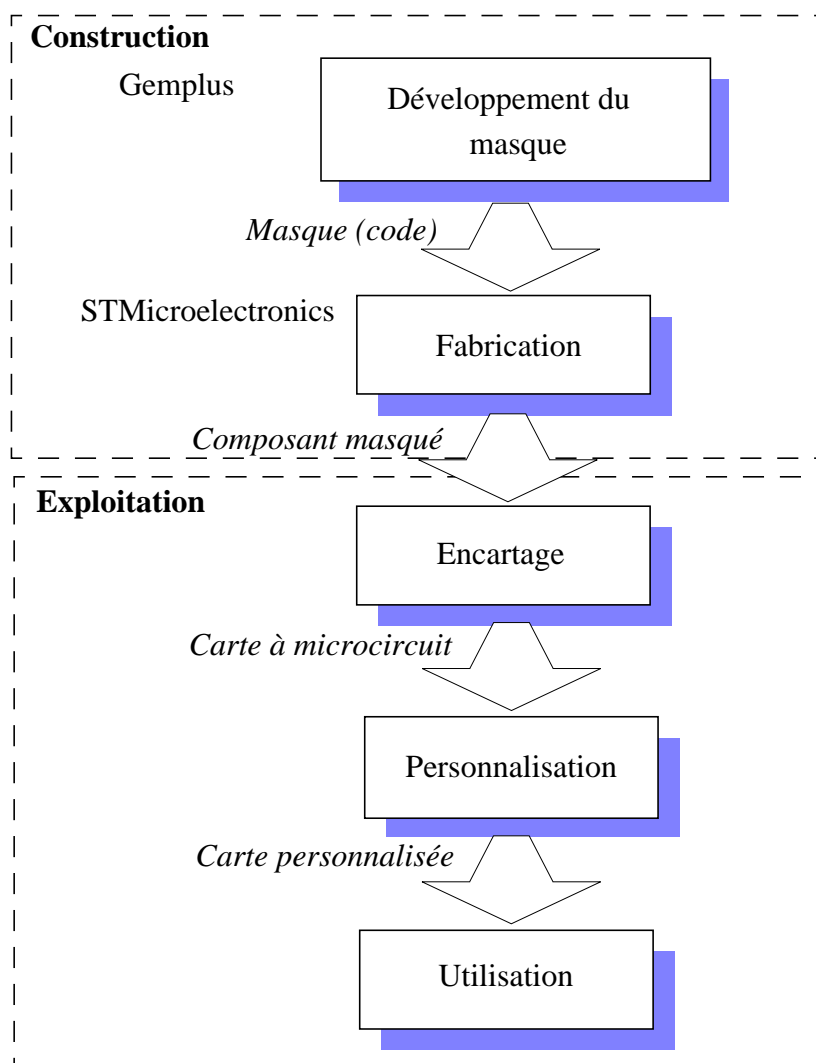 Construction
Gemplus
Développement du
masque
Masque (code)
STMicroelectronics
Fabrication
Composant masqué
Exploitation
Encartage
Carte à microcircuit
Personnalisation
Carte personnalisée
Utilisation